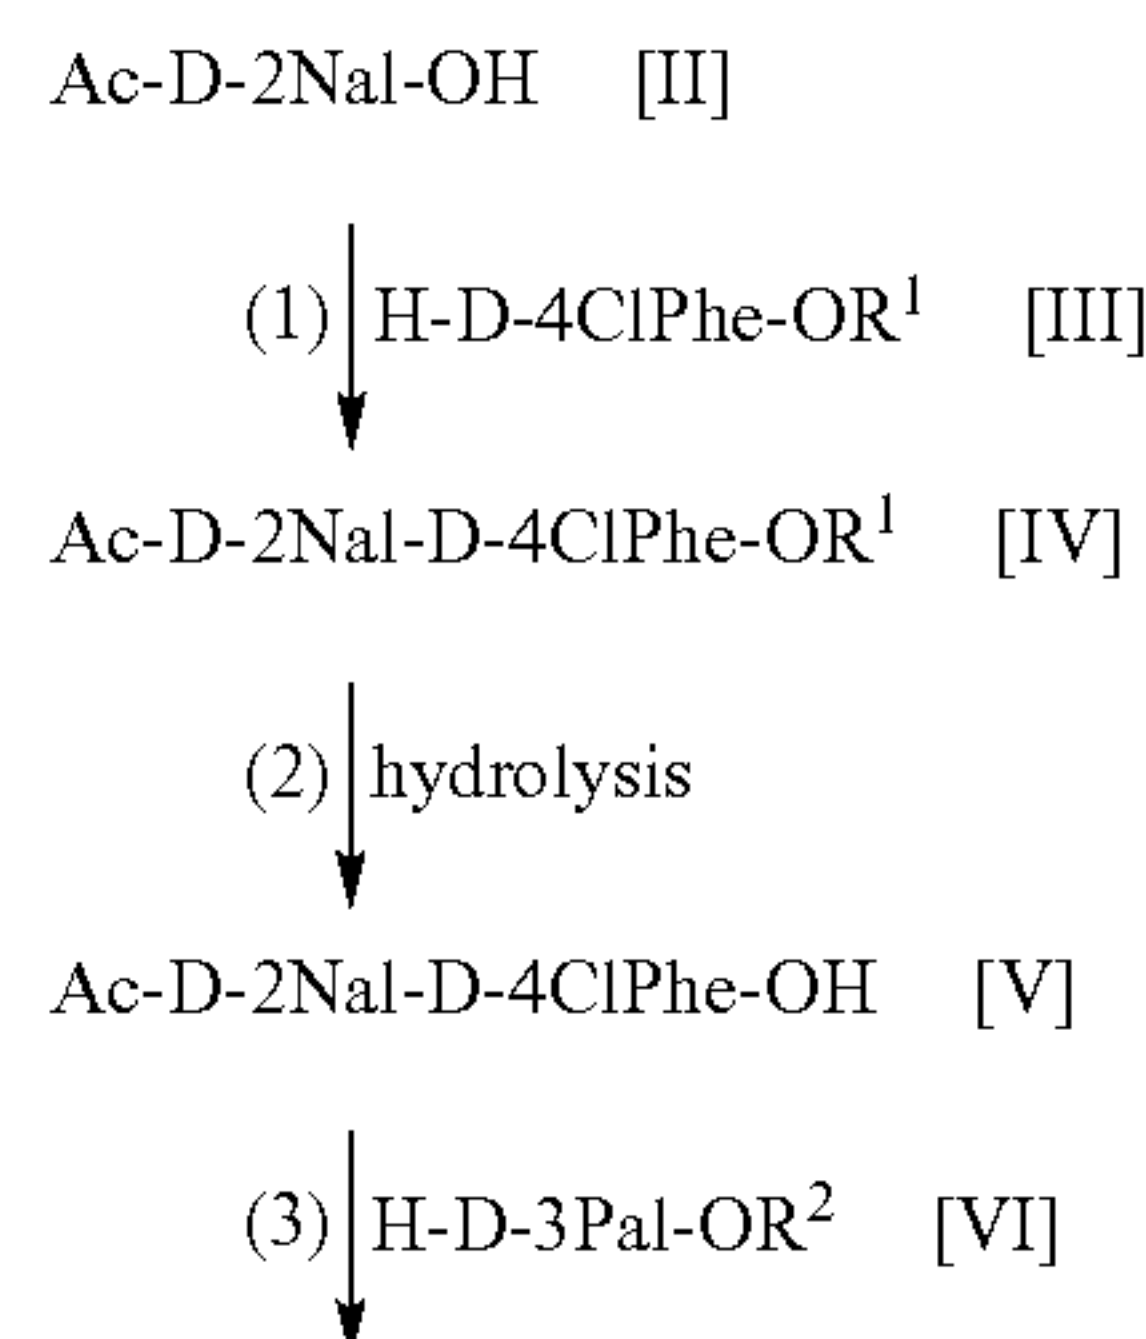 Ac-D-2Nal-OH [II]
(1) H-D-4ClPhe-OR¹ [III]
Ac-D-2Nal-D-4ClPhe-OR¹ [IV]
(2) hydrolysis
Ac-D-2Nal-D-4ClPhe-OH [V]
(3) H-D-3Pal-OR² [VI]